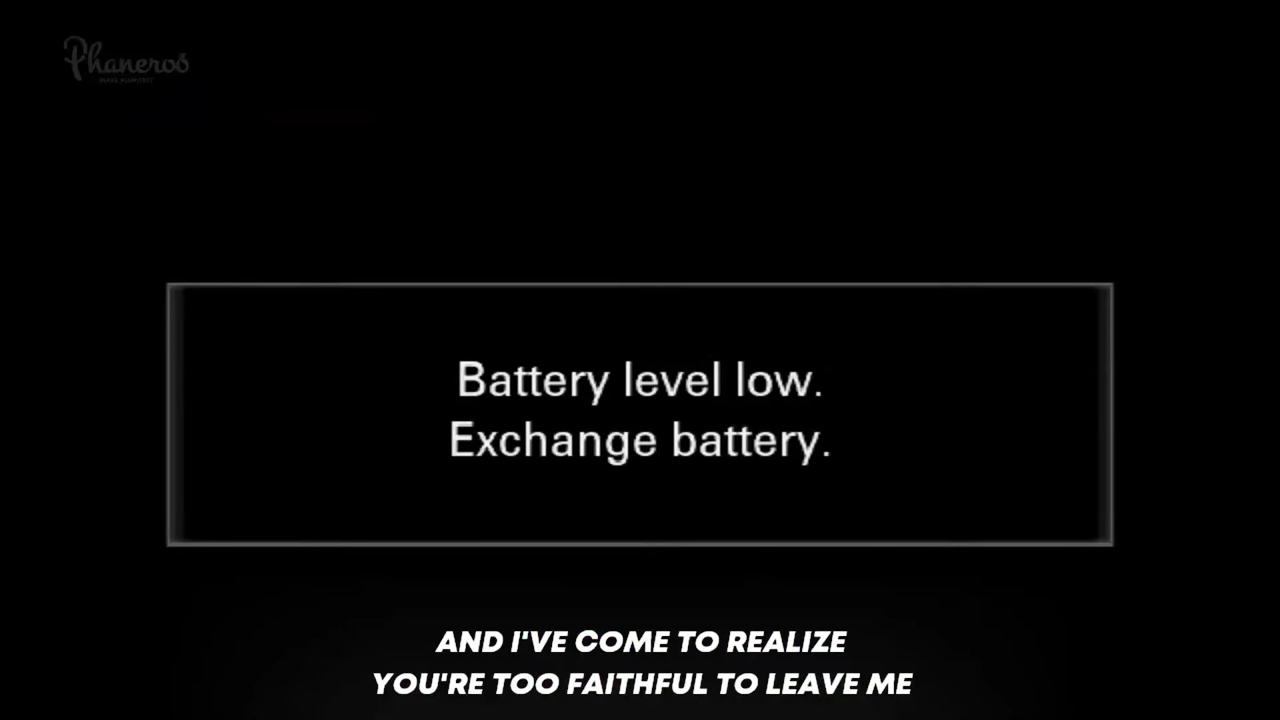 Phaneros
Battery level low.
Exchange battery.
AND I'VE COME TO REALIZE
YOU'RE TOO FAITHFUL TO LEAVE ME